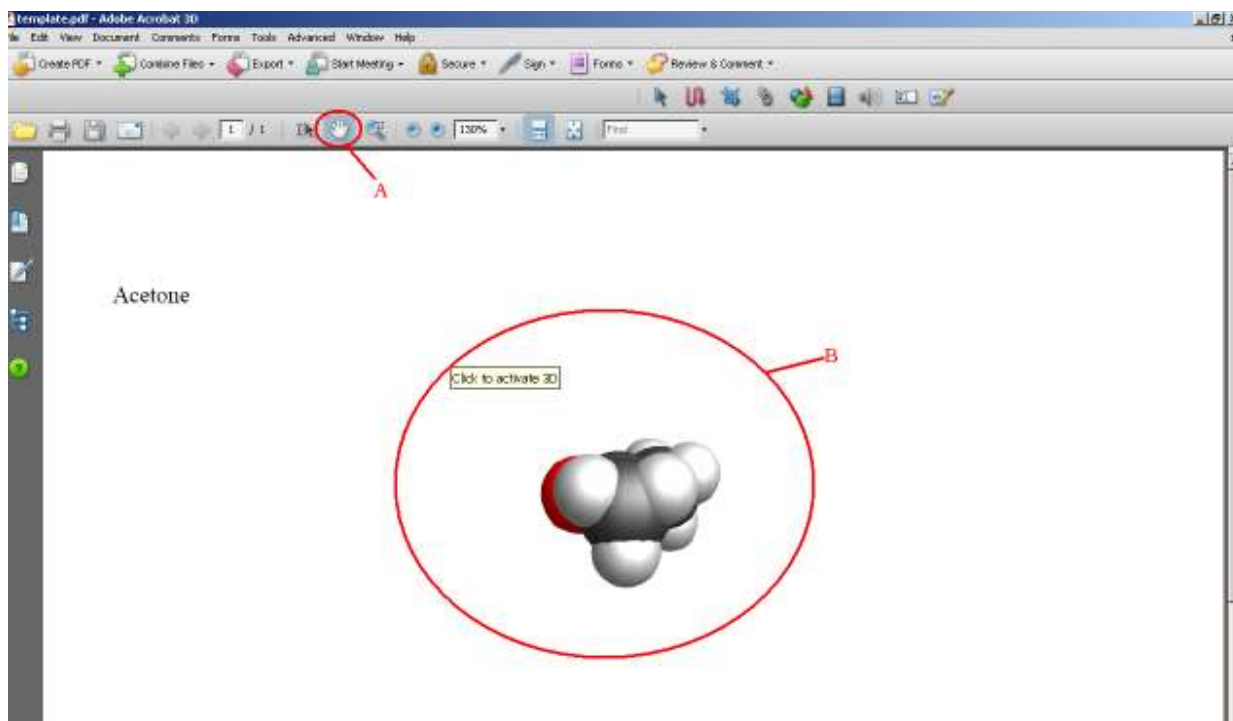 template.pdf - Adobe Acrobat 3D
Edit View Document Comments Forms Tools Advanced Window Help
Create PDF Combine Files Export Start Meeting Secure Sign Forms Review & Comment
1 / 1 130% Find
A
Acetone
B
Click to activate 3D